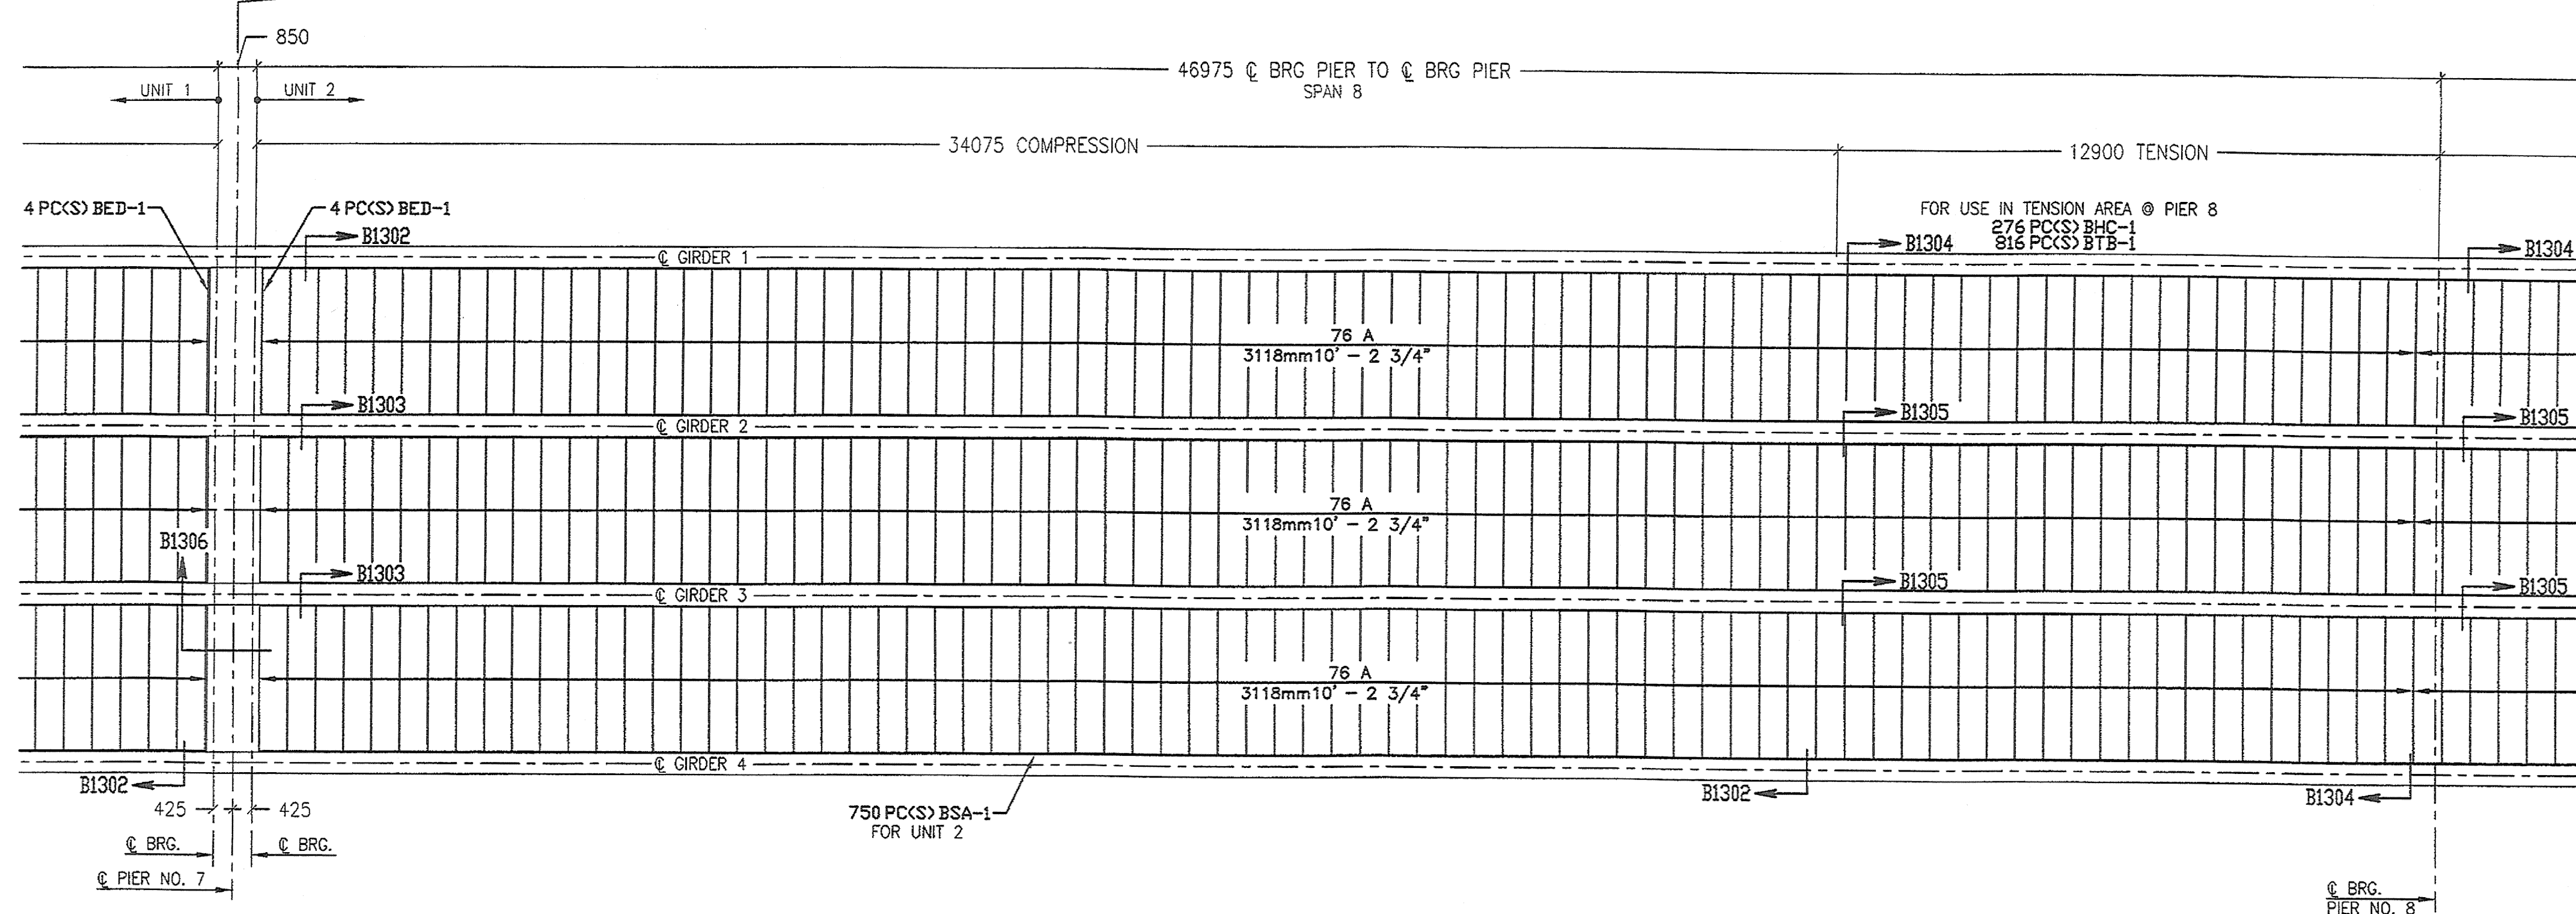 850
46975 ℄ BRG PIER TO ℄ BRG PIER
SPAN 8
UNIT 1
UNIT 2
34075 COMPRESSION
12900 TENSION
4 PC(S) BED-1
4 PC(S) BED-1
FOR USE IN TENSION AREA @ PIER 8
276 PC(S) BHC-1
816 PC(S) BTB-1
B1302
B1304
B1304
℄ GIRDER 1
76 A
3118mm10' - 2 3/4"
B1303
B1305
B1305
℄ GIRDER 2
76 A
3118mm10' - 2 3/4"
B1306
B1303
B1305
B1305
℄ GIRDER 3
76 A
3118mm10' - 2 3/4"
℄ GIRDER 4
B1302
B1302
B1304
425
425
750 PC(S) BSA-1
FOR UNIT 2
℄ BRG.
℄ BRG.
℄ PIER NO. 7
℄ BRG.
PIER NO. 8